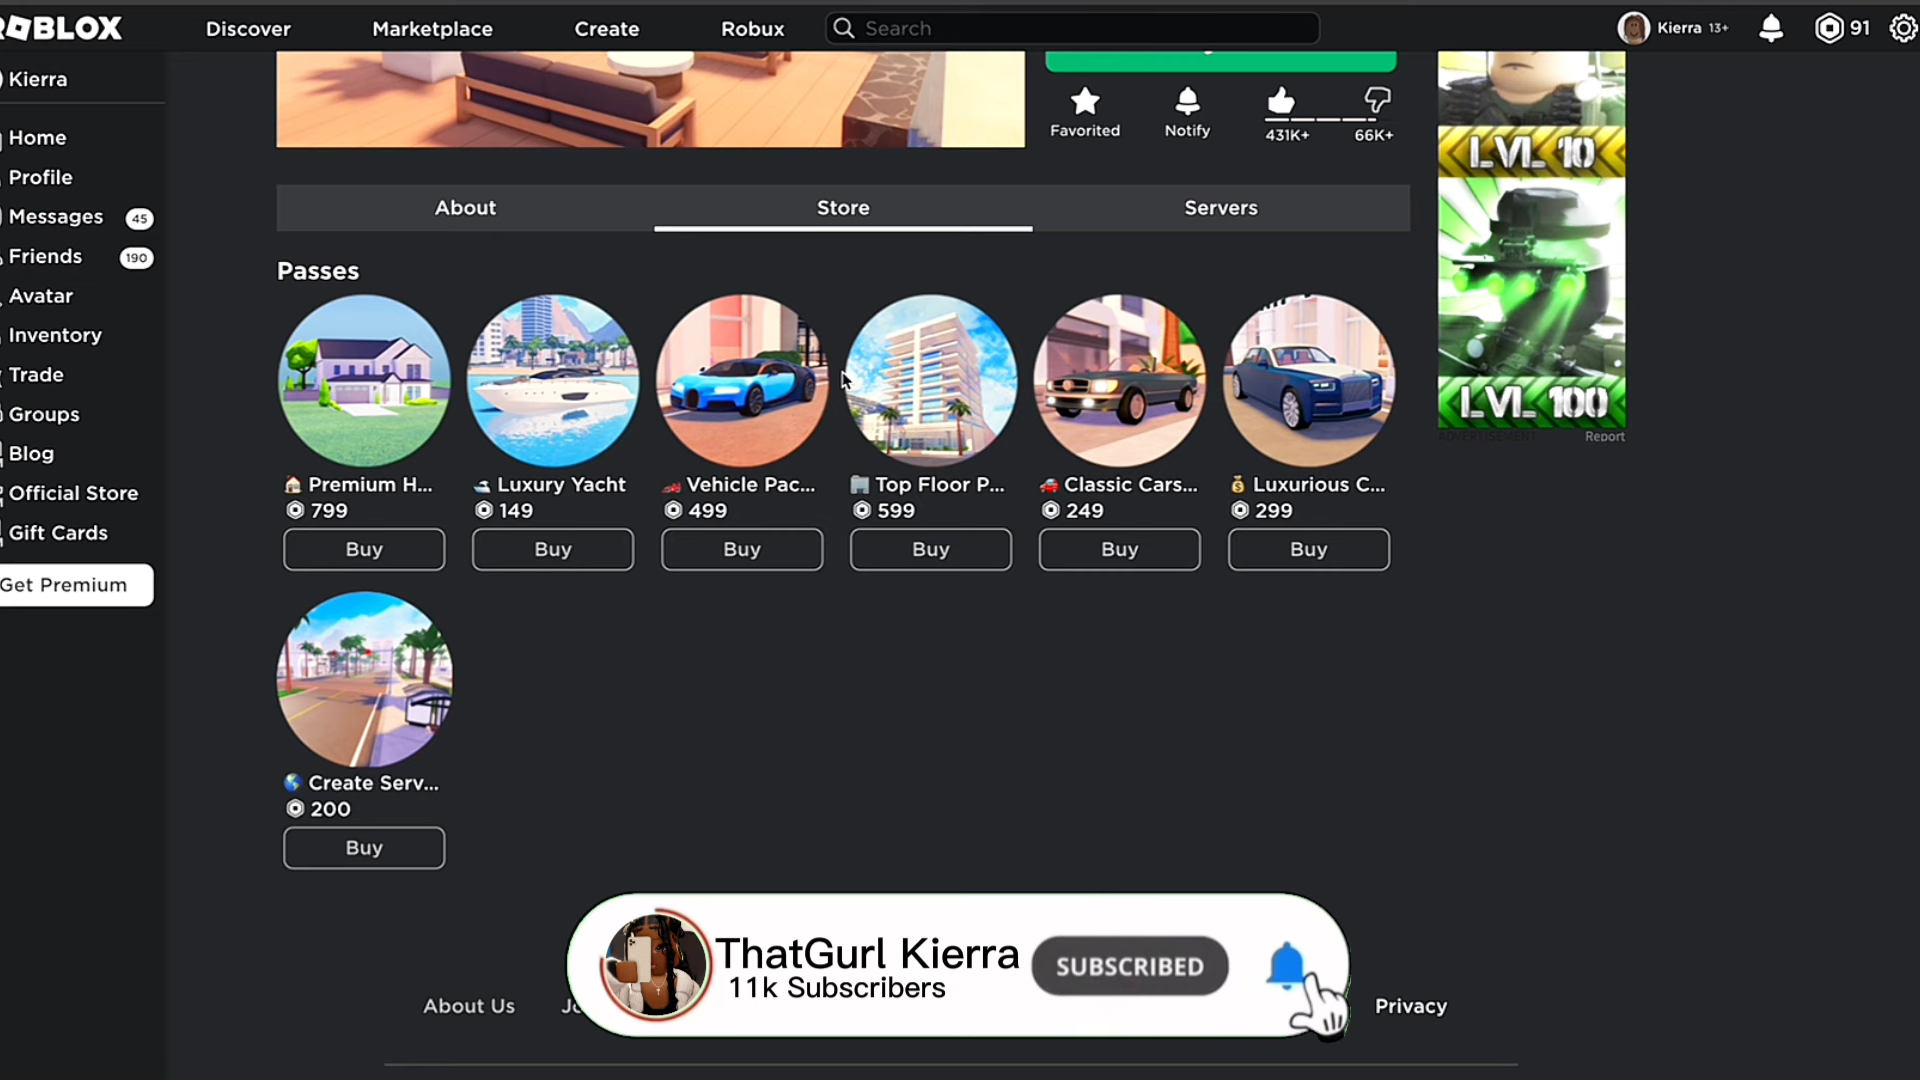 ROBLOX
Discover
Marketplace
Create
Robux
Search
Kierra 13+
91
Kierra
Home
Profile
Messages 45
Friends 190
Avatar
Inventory
Trade
Groups
Blog
Official Store
Gift Cards
Get Premium
Favorited
Notify
431K+
66K+
LVL 10
LVL 100
ADVERTISEMENT
Report
About
Store
Servers
Passes
Premium H...
799
Buy
Luxury Yacht
149
Buy
Vehicle Pac...
499
Buy
Top Floor P...
599
Buy
Classic Cars...
249
Buy
Luxurious C...
299
Buy
Create Serv...
200
Buy
ThatGurl Kierra
11k Subscribers
SUBSCRIBED
About Us
Privacy